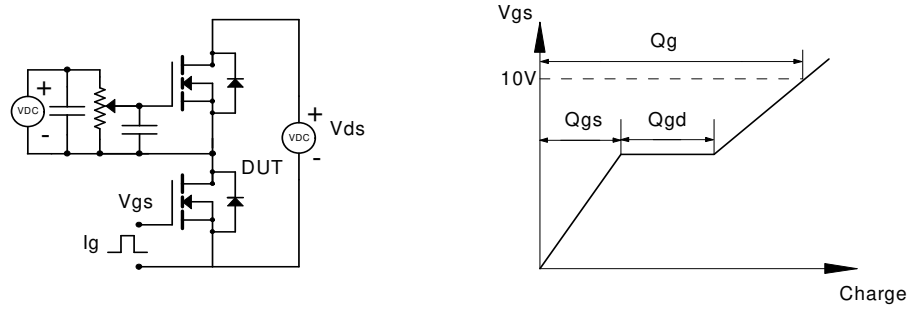 +
VDC
-
+
VDC
-
Vds
DUT
Vgs
Ig
Vgs
Qg
10V
Qgs
Qgd
Charge